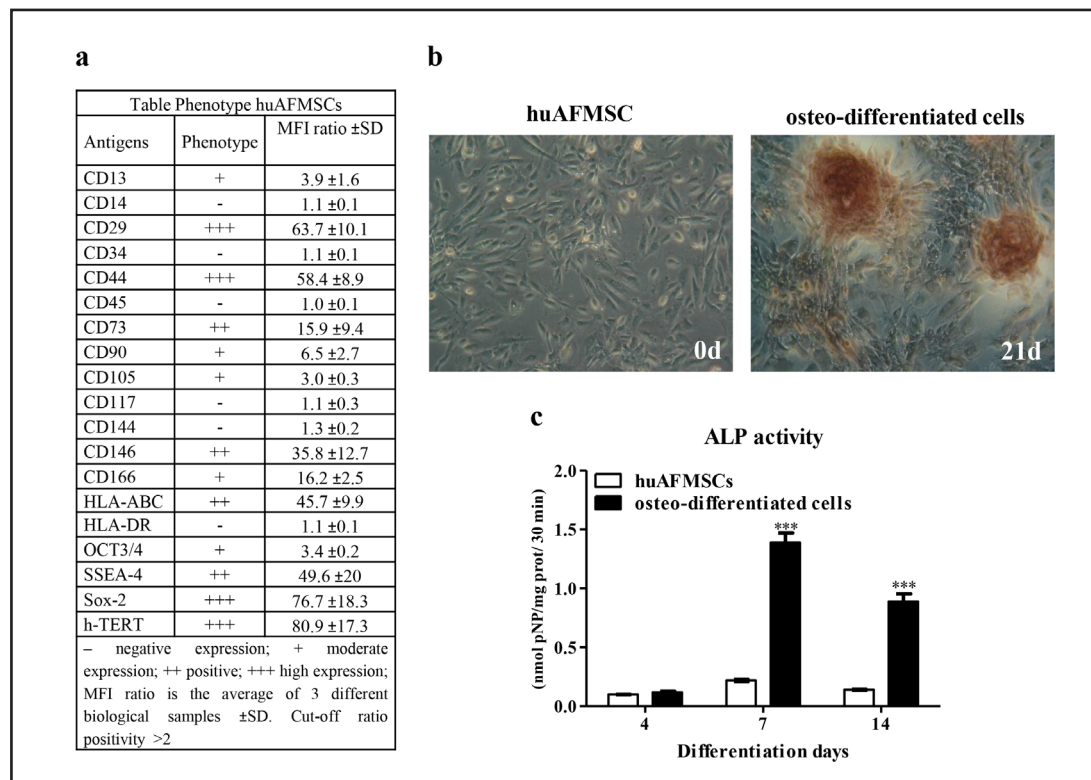 a
Table Phenotype huAFMSCs
Antigens Phenotype MFI ratio ±SD
CD13 + 3.9 ±1.6
CD14 - 1.1 ±0.1
CD29 +++ 63.7 ±10.1
CD34 - 1.1 ±0.1
CD44 +++ 58.4 ±8.9
CD45 - 1.0 ±0.1
CD73 ++ 15.9 ±9.4
CD90 + 6.5 ±2.7
CD105 + 3.0 ±0.3
CD117 - 1.1 ±0.3
CD144 - 1.3 ±0.2
CD146 ++ 35.8 ±12.7
CD166 + 16.2 ±2.5
HLA-ABC ++ 45.7 ±9.9
HLA-DR - 1.1 ±0.1
OCT3/4 + 3.4 ±0.2
SSEA-4 ++ 49.6 ±20
Sox-2 +++ 76.7 ±18.3
h-TERT +++ 80.9 ±17.3
– negative expression; + moderate
expression; ++ positive; +++ high expression;
MFI ratio is the average of 3 different
biological samples ±SD. Cut-off ratio
positivity >2
b
huAFMSC
osteo-differentiated cells
0d
21d
c
ALP activity
huAFMSCs
osteo-differentiated cells
(nmol pNP/mg prot/ 30 min)
2.0
1.5
1.0
0.5
0.0
***
***
4 7 14
Differentiation days